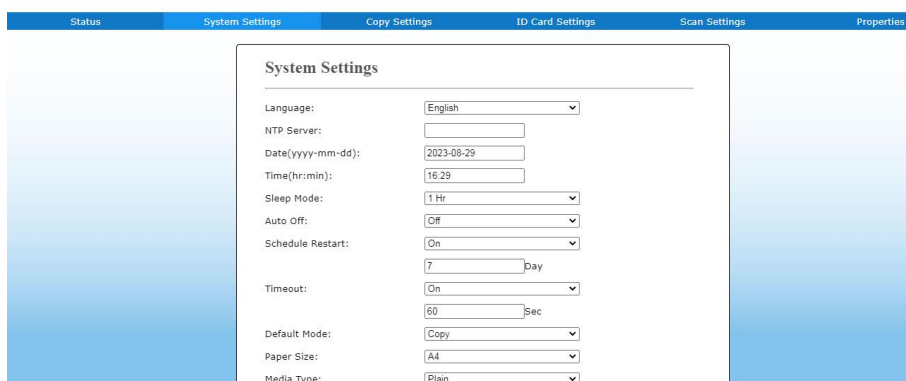 Status System Settings Copy Settings ID Card Settings Scan Settings Properties
System Settings
Language: English
NTP Server:
Date(yyyy-mm-dd): 2023-08-29
Time(hr:min): 16:29
Sleep Mode: 1 Hr
Auto Off: Off
Schedule Restart: On
7 Day
Timeout: On
60 Sec
Default Mode: Copy
Paper Size: A4
Media Type: Plain